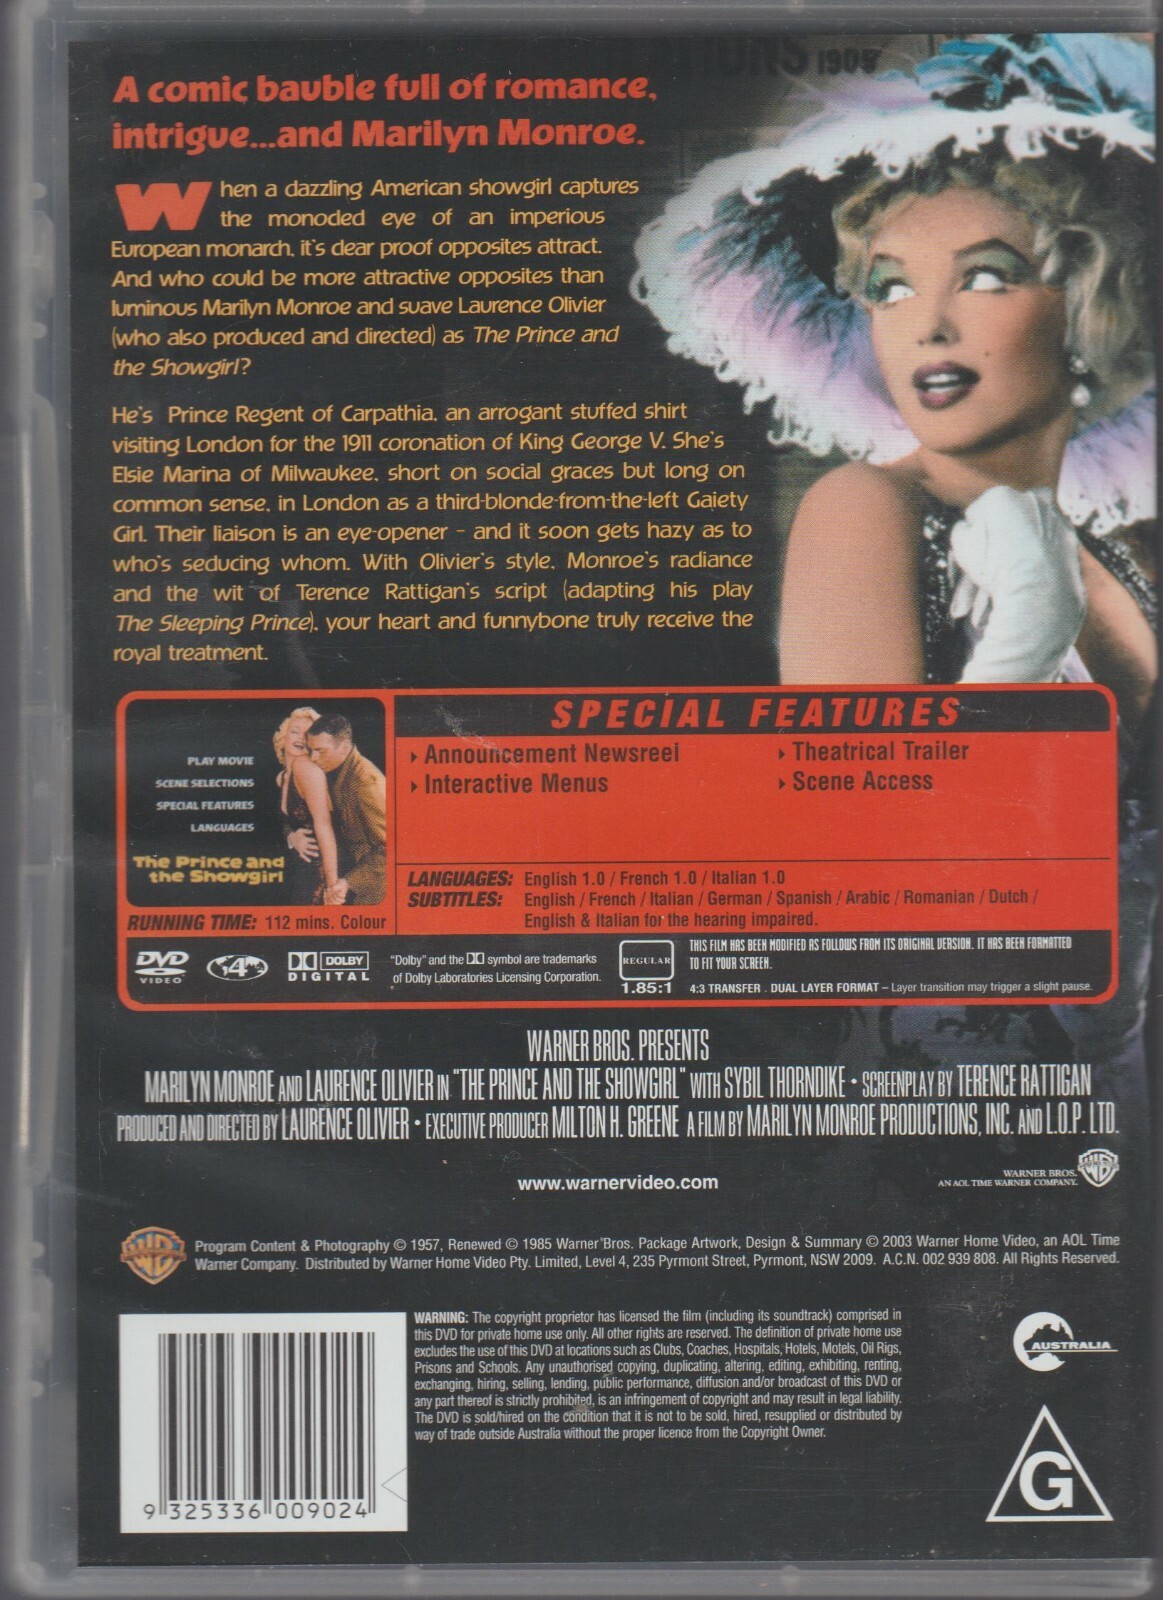 TIONS 1909
A comic bauble full of romance,
intrigue...and Marilyn Monroe.
When a dazzling American showgirl captures
the monocled eye of an imperious
European monarch, it's clear proof opposites attract.
And who could be more attractive opposites than
luminous Marilyn Monroe and suave Laurence Olivier
(who also produced and directed) as The Prince and
the Showgirl?
He's Prince Regent of Carpathia, an arrogant stuffed shirt
visiting London for the 1911 coronation of King George V. She's
Elsie Marina of Milwaukee, short on social graces but long on
common sense, in London as a third-blonde-from-the-left Gaiety
Girl. Their liaison is an eye-opener - and it soon gets hazy as to
who's seducing whom. With Olivier's style, Monroe's radiance
and the wit of Terence Rattigan's script (adapting his play
The Sleeping Prince), your heart and funnybone truly receive the
royal treatment.
PLAY MOVIE
SCENE SELECTIONS
SPECIAL FEATURES
LANGUAGES
The Prince and
the Showgirl
RUNNING TIME: 112 mins. Colour
SPECIAL FEATURES
Announcement Newsreel
Theatrical Trailer
Interactive Menus
Scene Access
LANGUAGES: English 1.0 / French 1.0 / Italian 1.0
SUBTITLES: English / French / Italian / German / Spanish / Arabic / Romanian / Dutch /
English & Italian for the hearing impaired.
DVD VIDEO
4
DOLBY DIGITAL
"Dolby" and the DD symbol are trademarks
of Dolby Laboratories Licensing Corporation.
REGULAR
1.85:1
THIS FILM HAS BEEN MODIFIED AS FOLLOWS FROM ITS ORIGINAL VERSION. IT HAS BEEN FORMATTED
TO FIT YOUR SCREEN.
4:3 TRANSFER . DUAL LAYER FORMAT – Layer transition may trigger a slight pause.
WARNER BROS. PRESENTS
MARILYN MONROE AND LAURENCE OLIVIER IN "THE PRINCE AND THE SHOWGIRL" WITH SYBIL THORNDIKE • SCREENPLAY BY TERENCE RATTIGAN
PRODUCED AND DIRECTED BY LAURENCE OLIVIER • EXECUTIVE PRODUCER MILTON H. GREENE A FILM BY MARILYN MONROE PRODUCTIONS, INC. AND L.O.P. LTD.
www.warnervideo.com
WARNER BROS.
AN AOL TIME WARNER COMPANY.
Program Content & Photography © 1957, Renewed © 1985 Warner Bros. Package Artwork, Design & Summary © 2003 Warner Home Video, an AOL Time
Warner Company. Distributed by Warner Home Video Pty. Limited, Level 4, 235 Pyrmont Street, Pyrmont, NSW 2009. A.C.N. 002 939 808. All Rights Reserved.
WARNING: The copyright proprietor has licensed the film (including its soundtrack) comprised in
this DVD for private home use only. All other rights are reserved. The definition of private home use
excludes the use of this DVD at locations such as Clubs, Coaches, Hospitals, Hotels, Motels, Oil Rigs,
Prisons and Schools. Any unauthorised copying, duplicating, altering, editing, exhibiting, renting,
exchanging, hiring, selling, lending, public performance, diffusion and/or broadcast of this DVD or
any part thereof is strictly prohibited, is an infringement of copyright and may result in legal liability.
The DVD is sold/hired on the condition that it is not to be sold, hired, resupplied or distributed by
way of trade outside Australia without the proper licence from the Copyright Owner.
AUSTRALIA
G
9 325336 009024